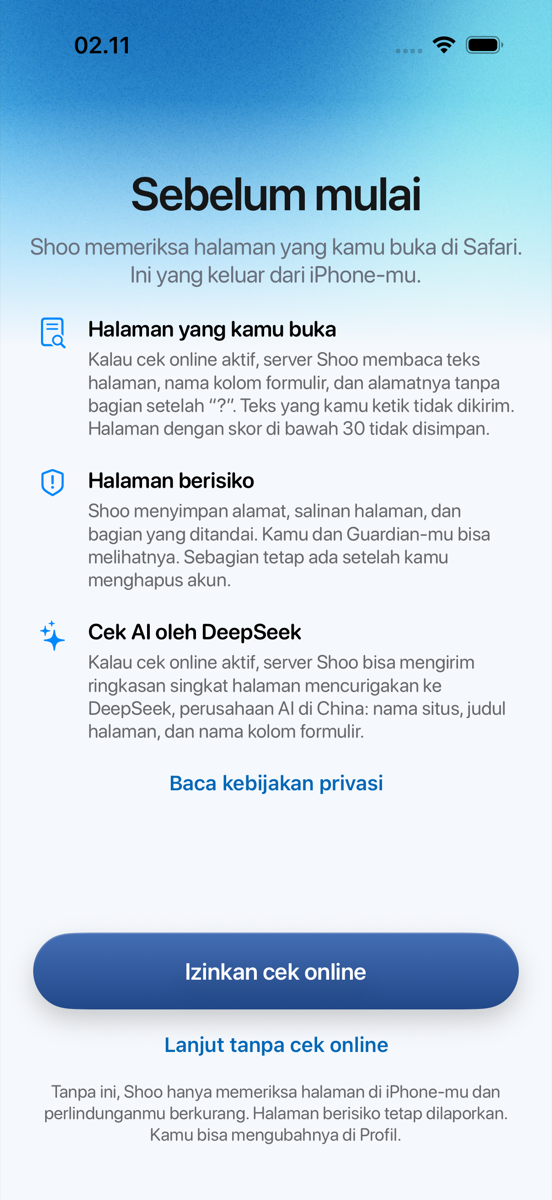 02.11
Sebelum mulai
Shoo memeriksa halaman yang kamu buka di Safari.
Ini yang keluar dari iPhone-mu.
Halaman yang kamu buka
Kalau cek online aktif, server Shoo membaca teks
halaman, nama kolom formulir, dan alamatnya tanpa
bagian setelah “?”. Teks yang kamu ketik tidak dikirim.
Halaman dengan skor di bawah 30 tidak disimpan.
Halaman berisiko
Shoo menyimpan alamat, salinan halaman, dan
bagian yang ditandai. Kamu dan Guardian-mu bisa
melihatnya. Sebagian tetap ada setelah kamu
menghapus akun.
Cek AI oleh DeepSeek
Kalau cek online aktif, server Shoo bisa mengirim
ringkasan singkat halaman mencurigakan ke
DeepSeek, perusahaan AI di China: nama situs, judul
halaman, dan nama kolom formulir.
Baca kebijakan privasi
Izinkan cek online
Lanjut tanpa cek online
Tanpa ini, Shoo hanya memeriksa halaman di iPhone-mu dan
perlindunganmu berkurang. Halaman berisiko tetap dilaporkan.
Kamu bisa mengubahnya di Profil.